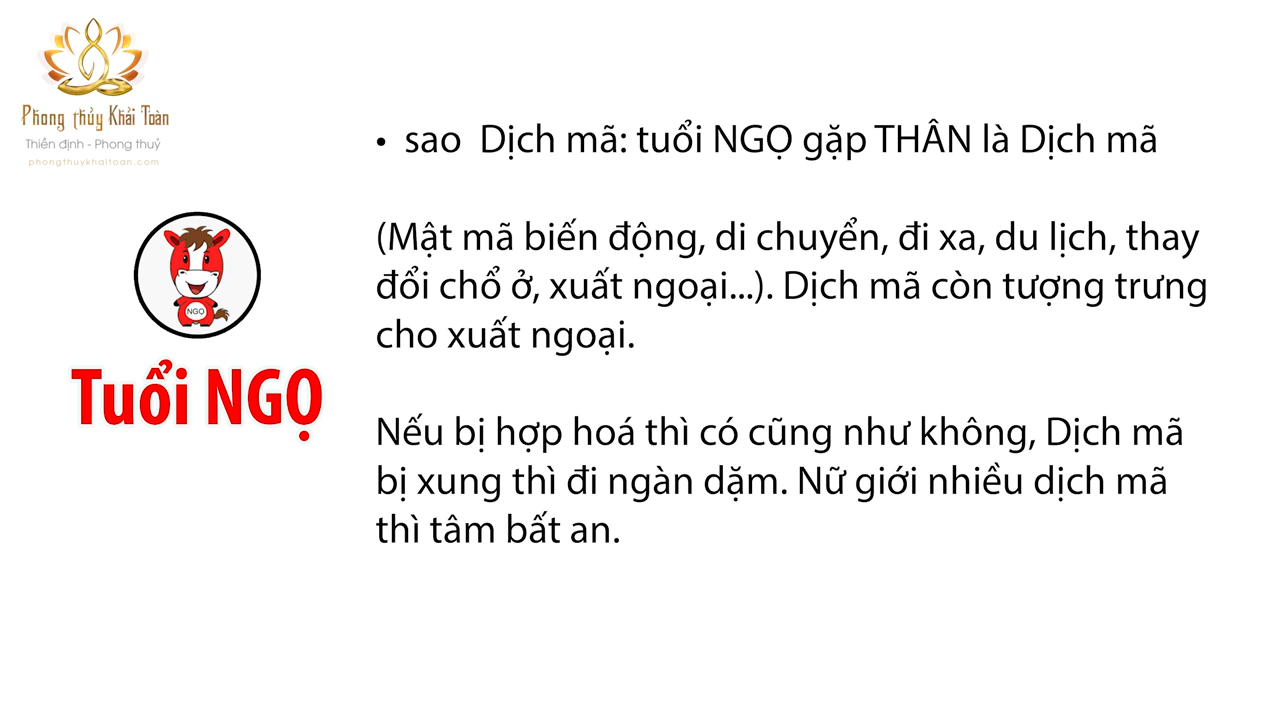 Phong thủy Khải Toàn
Thiền định - Phong thuỷ
phongthuykhaitoan.com
• sao Dịch mã: tuổi NGỌ gặp THÂN là Dịch mã
(Mật mã biến động, di chuyển, đi xa, du lịch, thay
đổi chổ ở, xuất ngoại...). Dịch mã còn tượng trưng
cho xuất ngoại.
NGỌ
Tuổi NGỌ
Nếu bị hợp hoá thì có cũng như không, Dịch mã
bị xung thì đi ngàn dặm. Nữ giới nhiều dịch mã
thì tâm bất an.